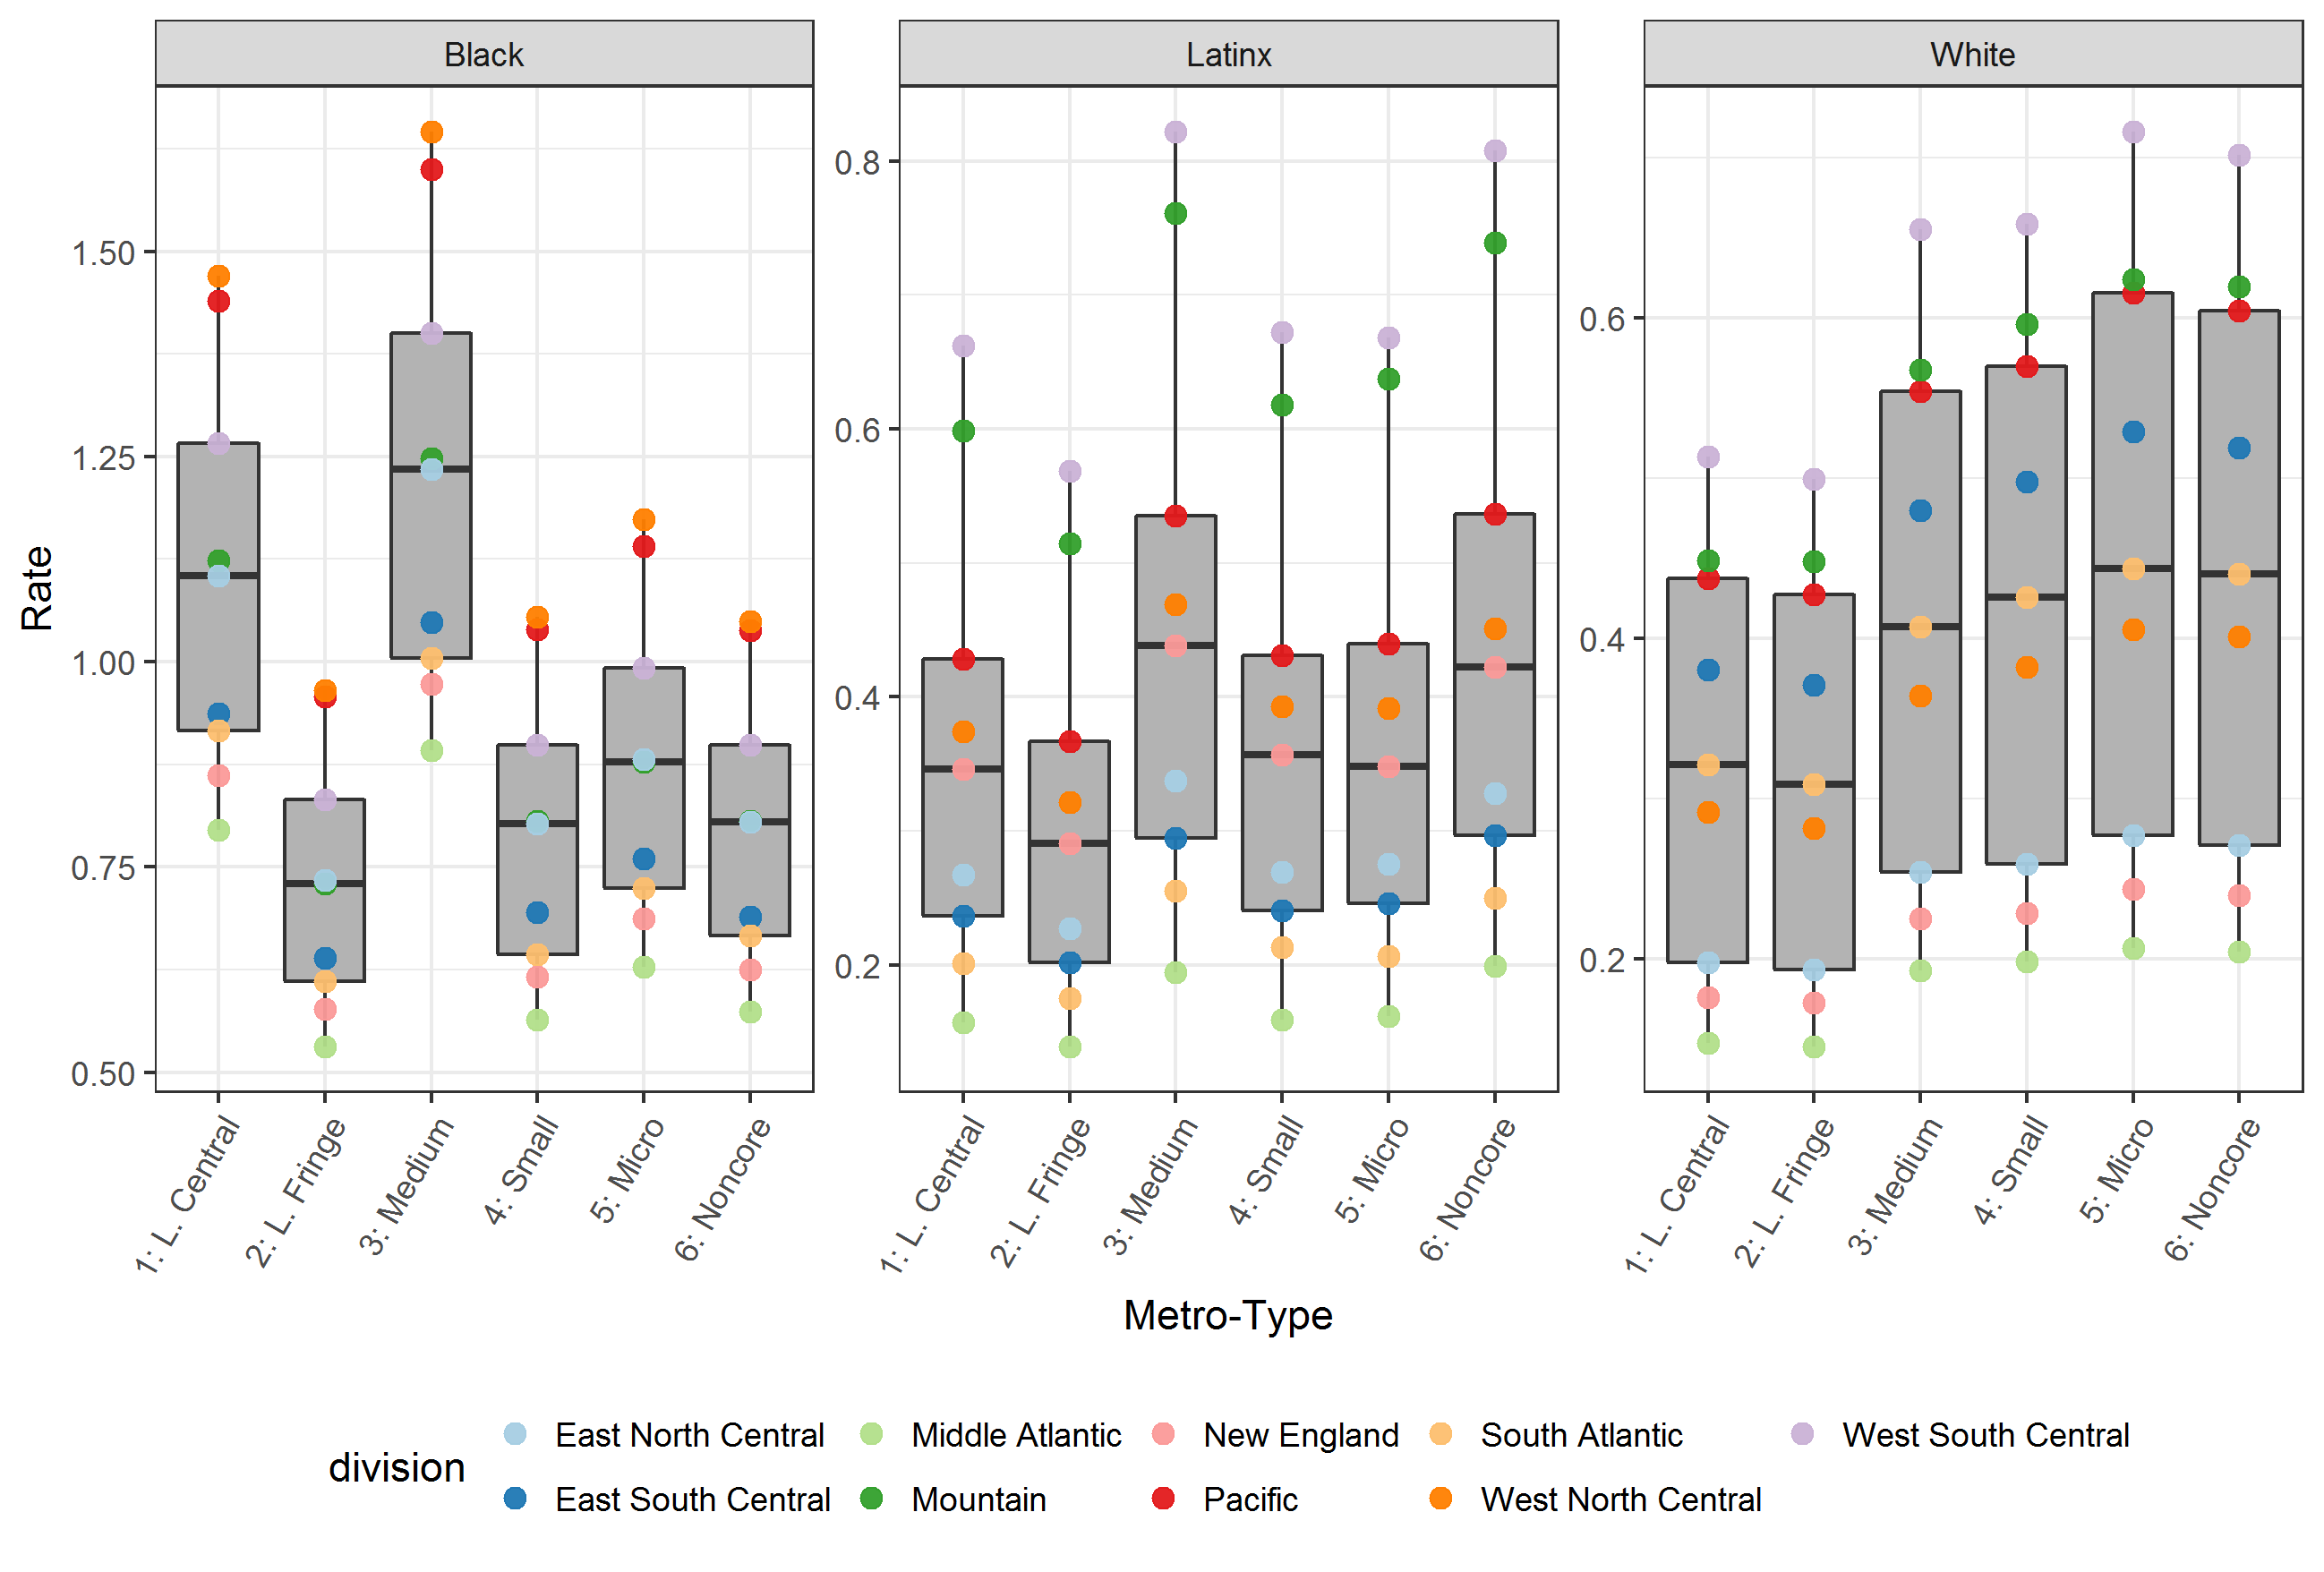 Black
Latinx
White
Rate
1.50
1.25
1.00
0.75
0.50
0.8
0.6
0.4
0.2
0.6
0.4
0.2
1: L. Central
2: L. Fringe
3: Medium
4: Small
5: Micro
6: Noncore
1: L. Central
2: L. Fringe
3: Medium
4: Small
5: Micro
6: Noncore
1: L. Central
2: L. Fringe
3: Medium
4: Small
5: Micro
6: Noncore
Metro-Type
division
East North Central
Middle Atlantic
New England
South Atlantic
West South Central
East South Central
Mountain
Pacific
West North Central